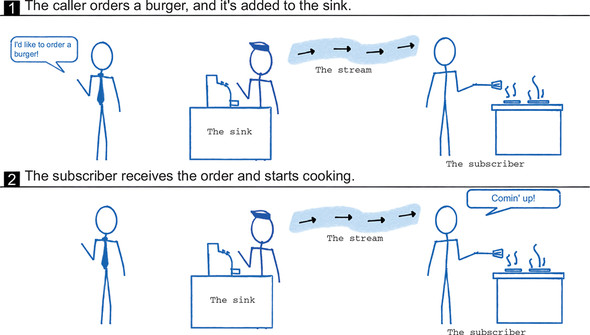 1 The caller orders a burger, and it's added to the sink.
I'd like to order a
burger!
The sink
The stream
The subscriber
2 The subscriber receives the order and starts cooking.
Comin' up!
The sink
The stream
The subscriber